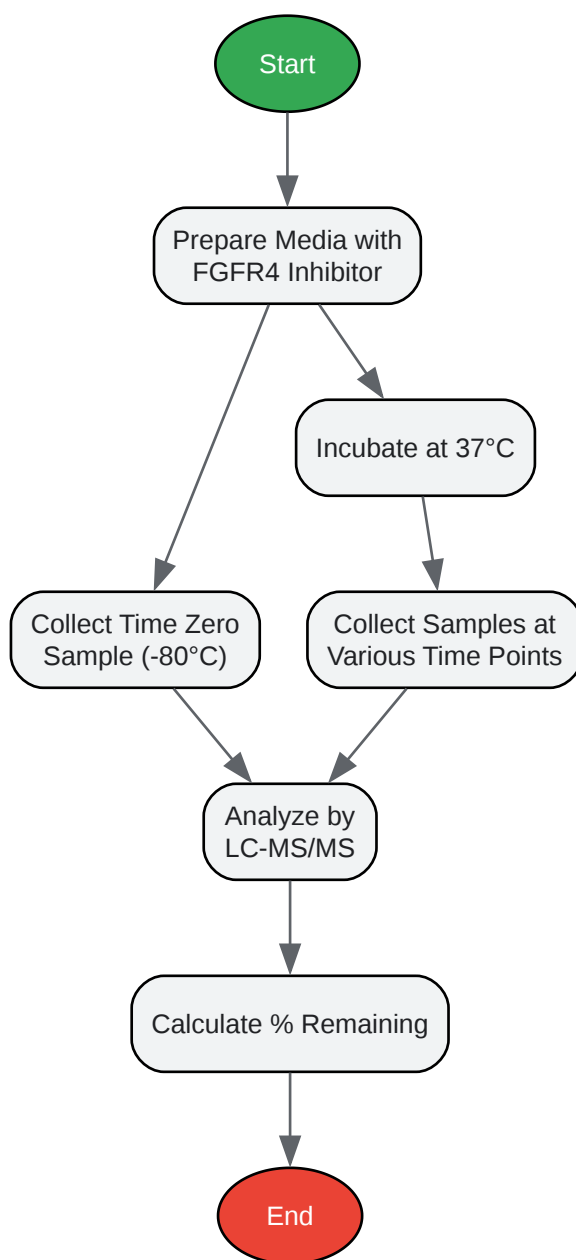 Start
Prepare Media with
FGFR4 Inhibitor
Incubate at 37°C
Collect Time Zero
Sample (-80°C)
Collect Samples at
Various Time Points
Analyze by
LC-MS/MS
Calculate % Remaining
End